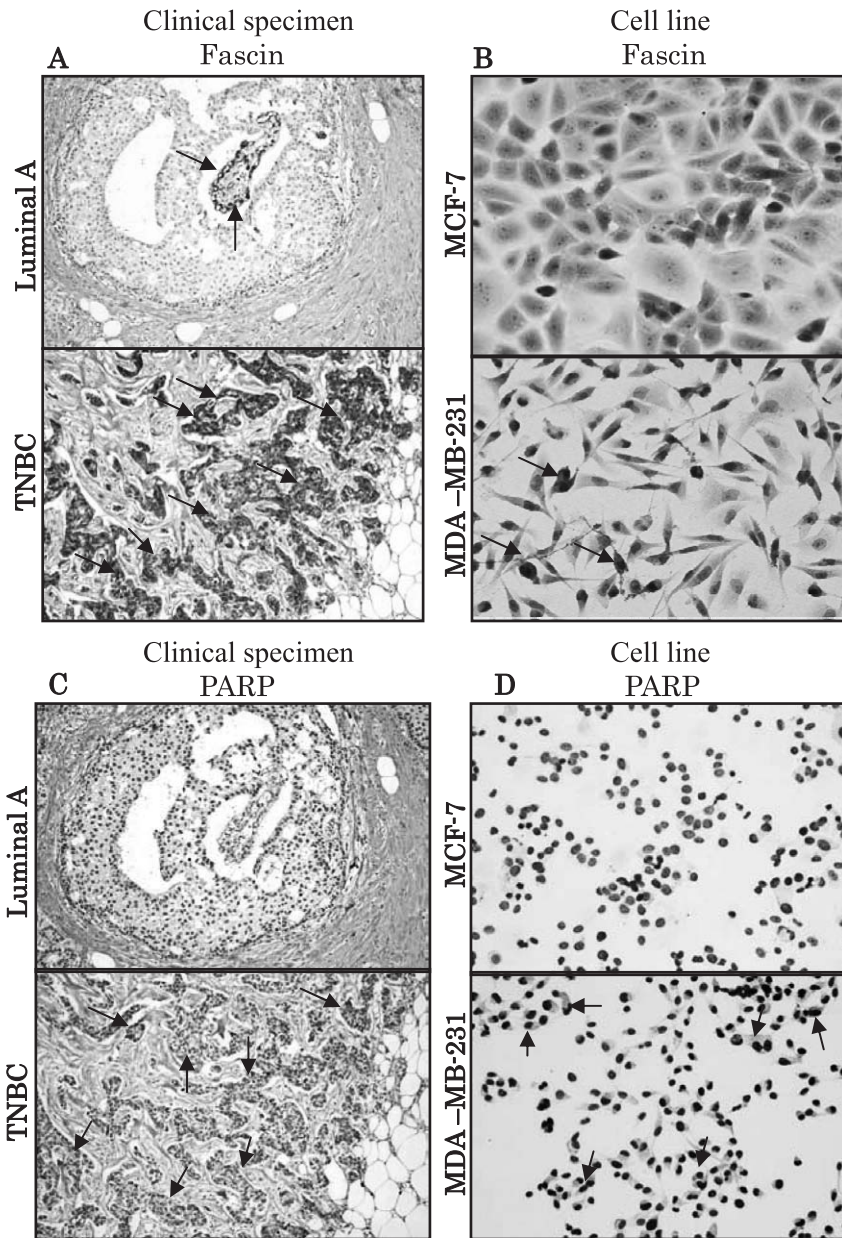 Clinical specimen
A Fascin
Cell line
B Fascin
Luminal A
MCF-7
TNBC
MDA –MB-231
Clinical specimen
C PARP
Cell line
D PARP
Luminal A
MCF-7
TNBC
MDA –MB-231